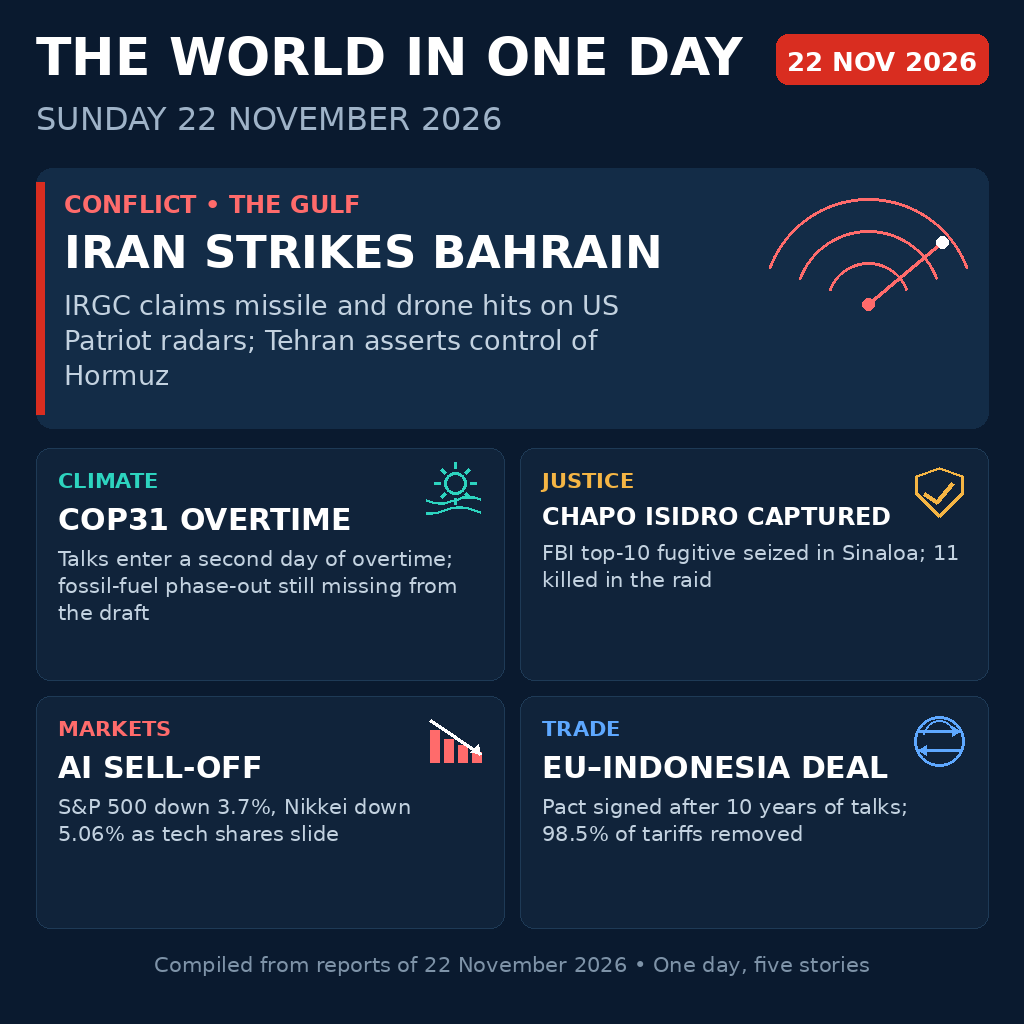 THE WORLD IN ONE DAY
22 NOV 2026
SUNDAY 22 NOVEMBER 2026
CONFLICT • THE GULF
IRAN STRIKES BAHRAIN
IRGC claims missile and drone hits on US
Patriot radars; Tehran asserts control of
Hormuz
CLIMATE
COP31 OVERTIME
Talks enter a second day of overtime;
fossil-fuel phase-out still missing from
the draft
JUSTICE
CHAPO ISIDRO CAPTURED
FBI top-10 fugitive seized in Sinaloa; 11
killed in the raid
MARKETS
AI SELL-OFF
S&P 500 down 3.7%, Nikkei down
5.06% as tech shares slide
TRADE
EU–INDONESIA DEAL
Pact signed after 10 years of talks;
98.5% of tariffs removed
Compiled from reports of 22 November 2026 • One day, five stories